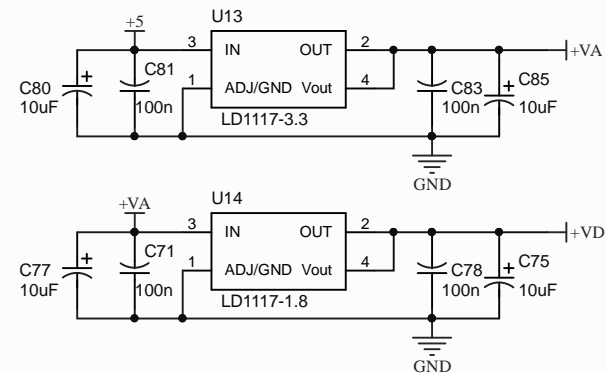 U13
+5
3 IN OUT 2
+VA
C80
10uF
+
C81
100n
1 ADJ/GND Vout 4
LD1117-3.3
C83
100n
+
C85
10uF
GND
U14
+VA
3 IN OUT 2
+VD
C77
10uF
+
C71
100n
1 ADJ/GND Vout 4
LD1117-1.8
C78
100n
+
C75
10uF
GND